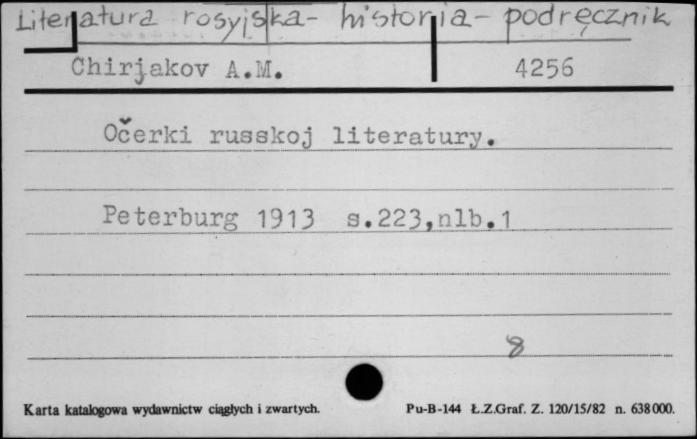 Literatura rosyjska - historia - podręcznik
Chirjakov A.M. 4256
Očerki russkoj literatury.
Peterburg 1913 s.223,nlb.1
8
Karta katalogowa wydawnictw ciągłych i zwartych. Pu-B-144 Ł.Z.Graf. Z. 120/15/82 n. 638000.